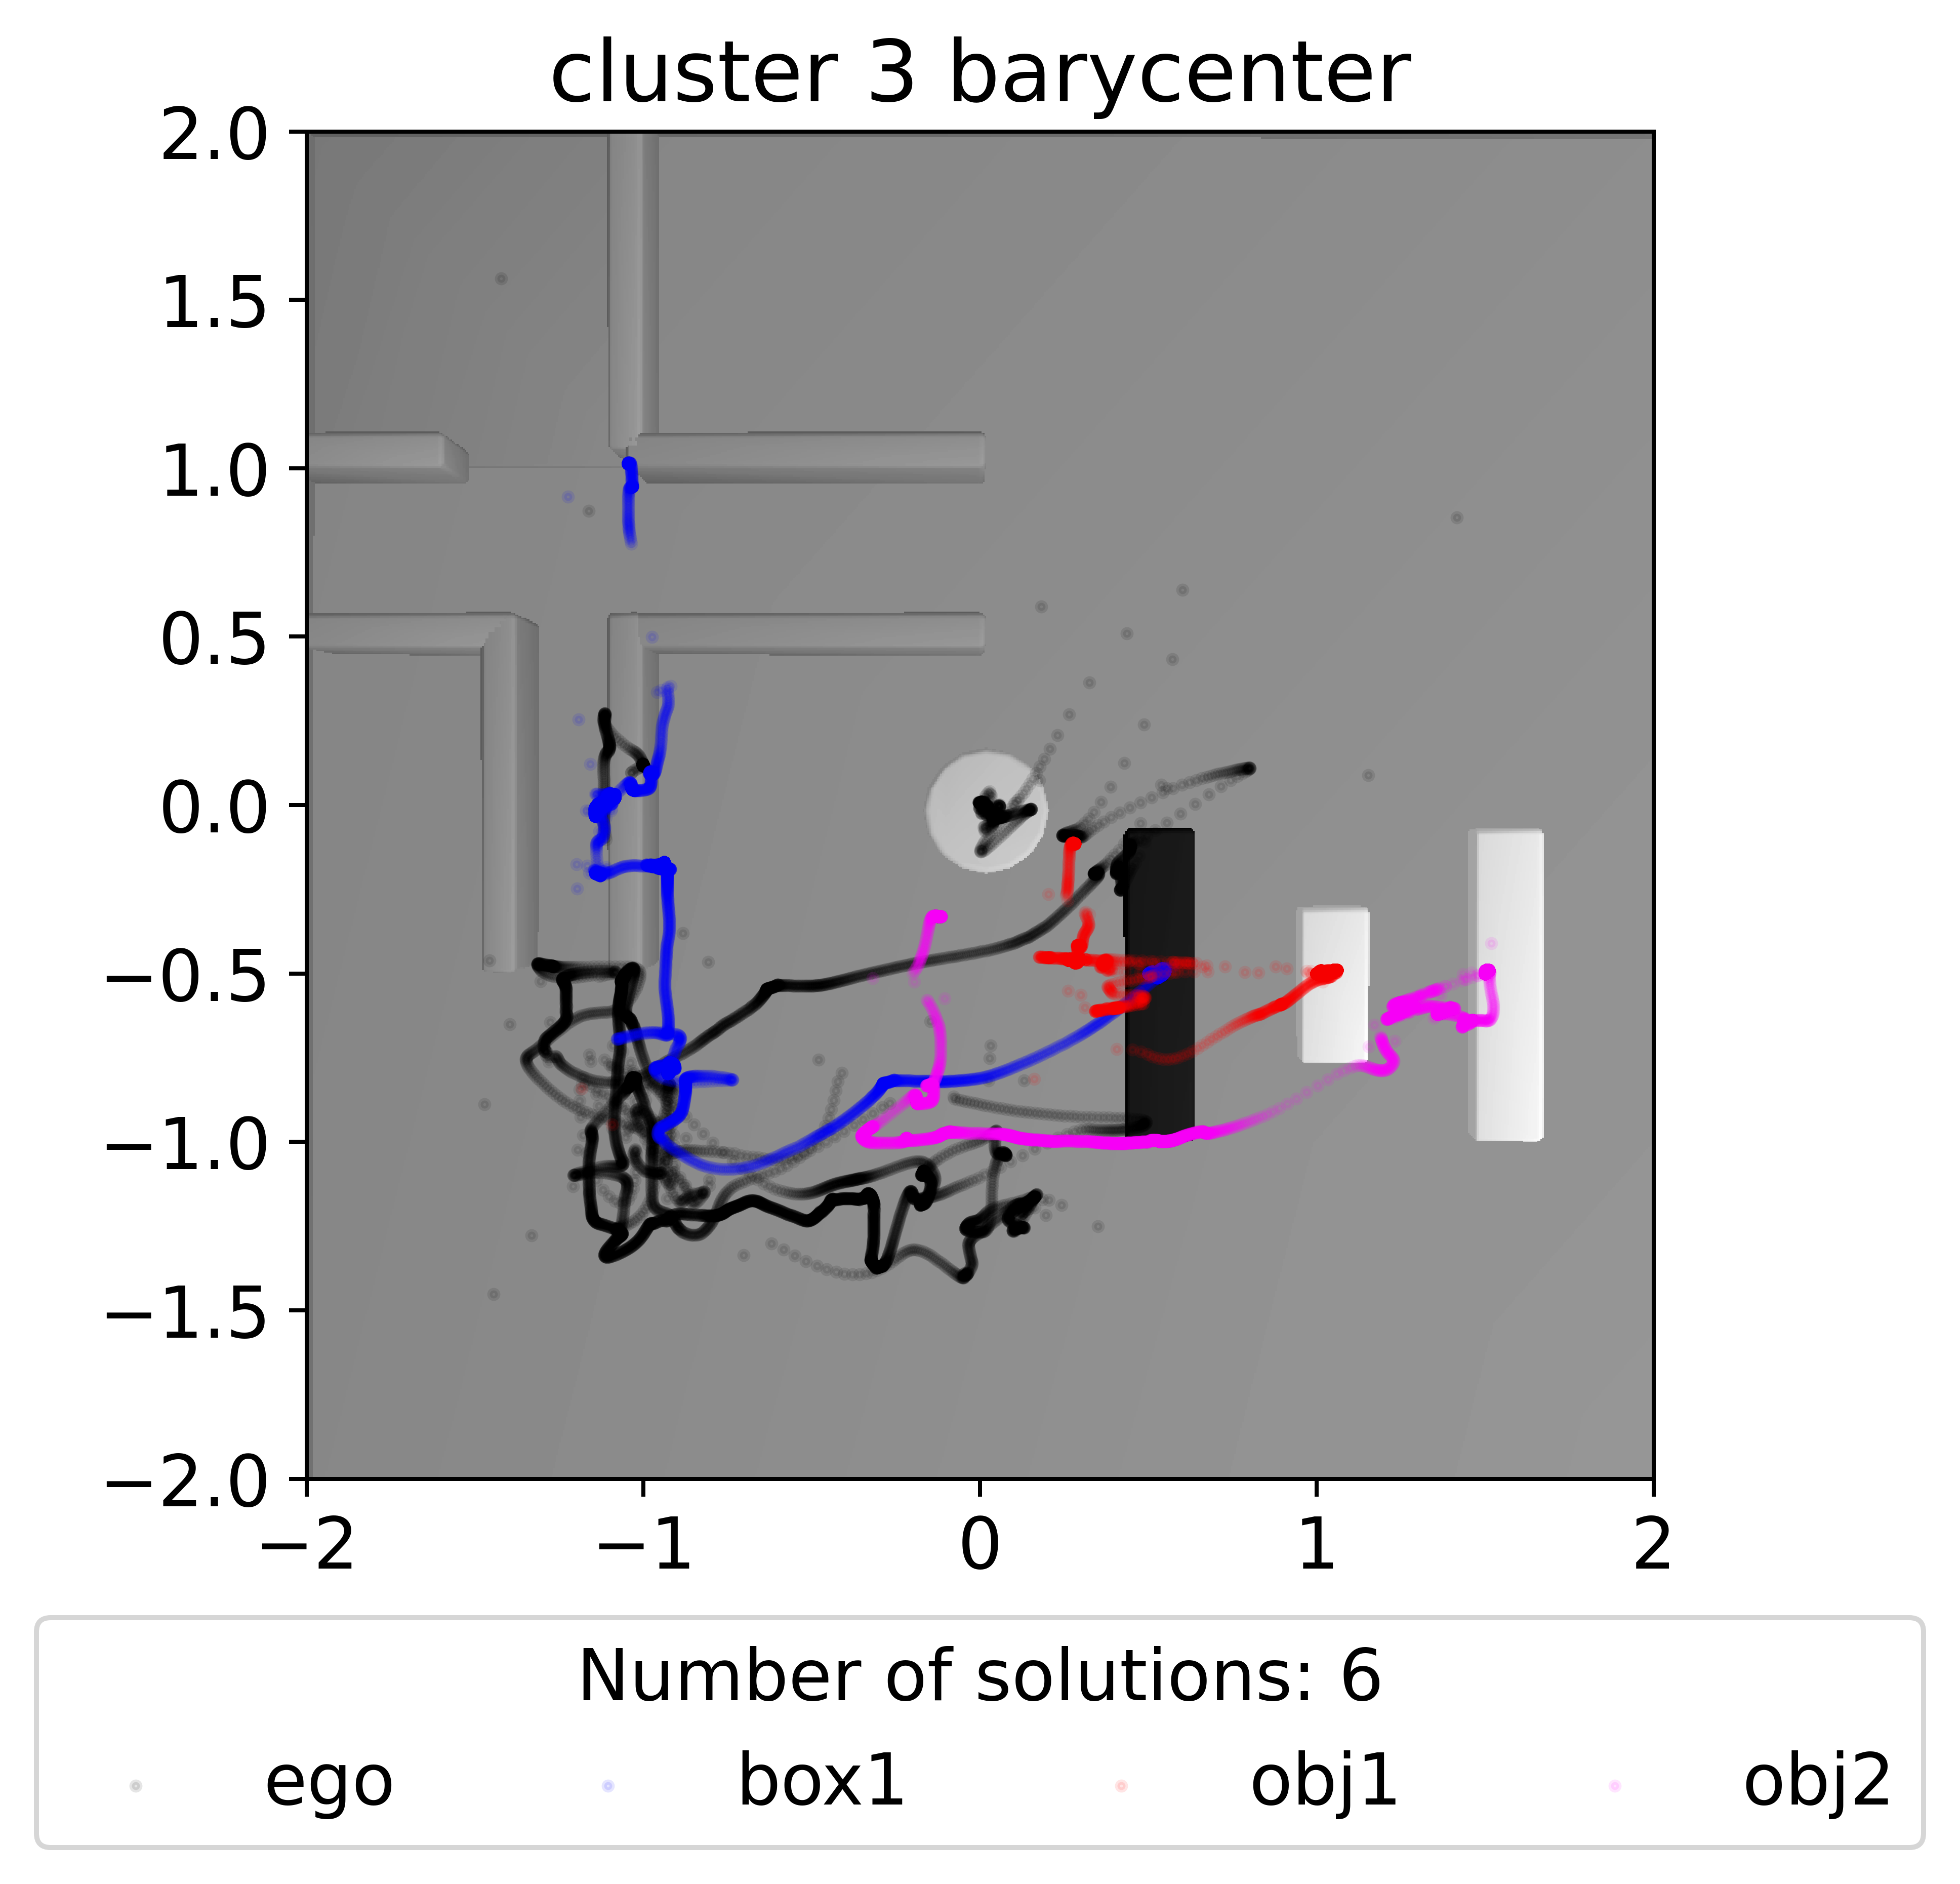 cluster 3 barycenter
2.0
1.5
1.0
0.5
0.0
−0.5
−1.0
−1.5
−2.0
−2 −1 0 1 2
Number of solutions: 6
ego box1 obj1 obj2